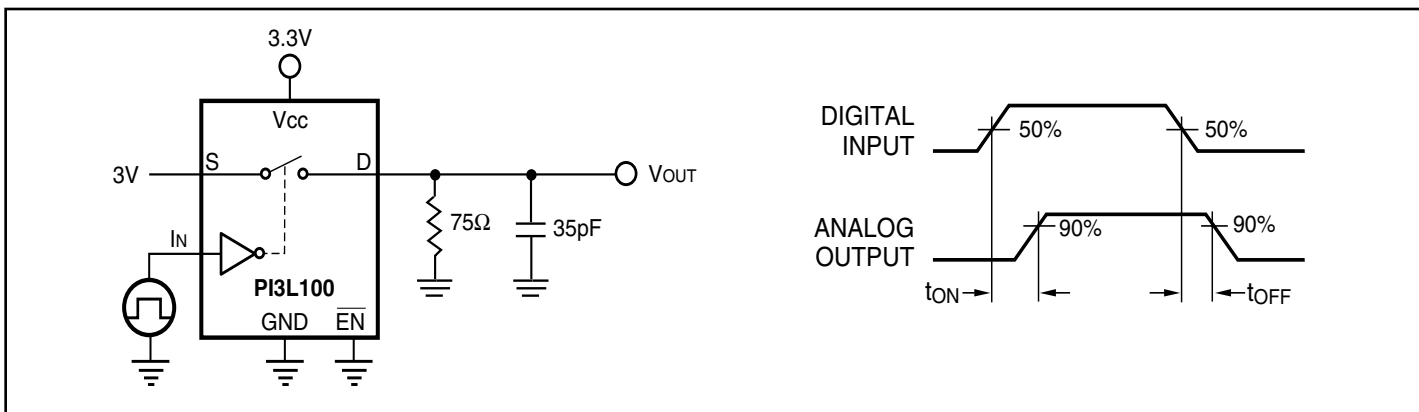 3.3V
Vcc
3V
S
D
VOUT
75Ω
35pF
IN
PI3L100
GND
EN
DIGITAL
INPUT
50%
50%
ANALOG
OUTPUT
90%
90%
tON
tOFF